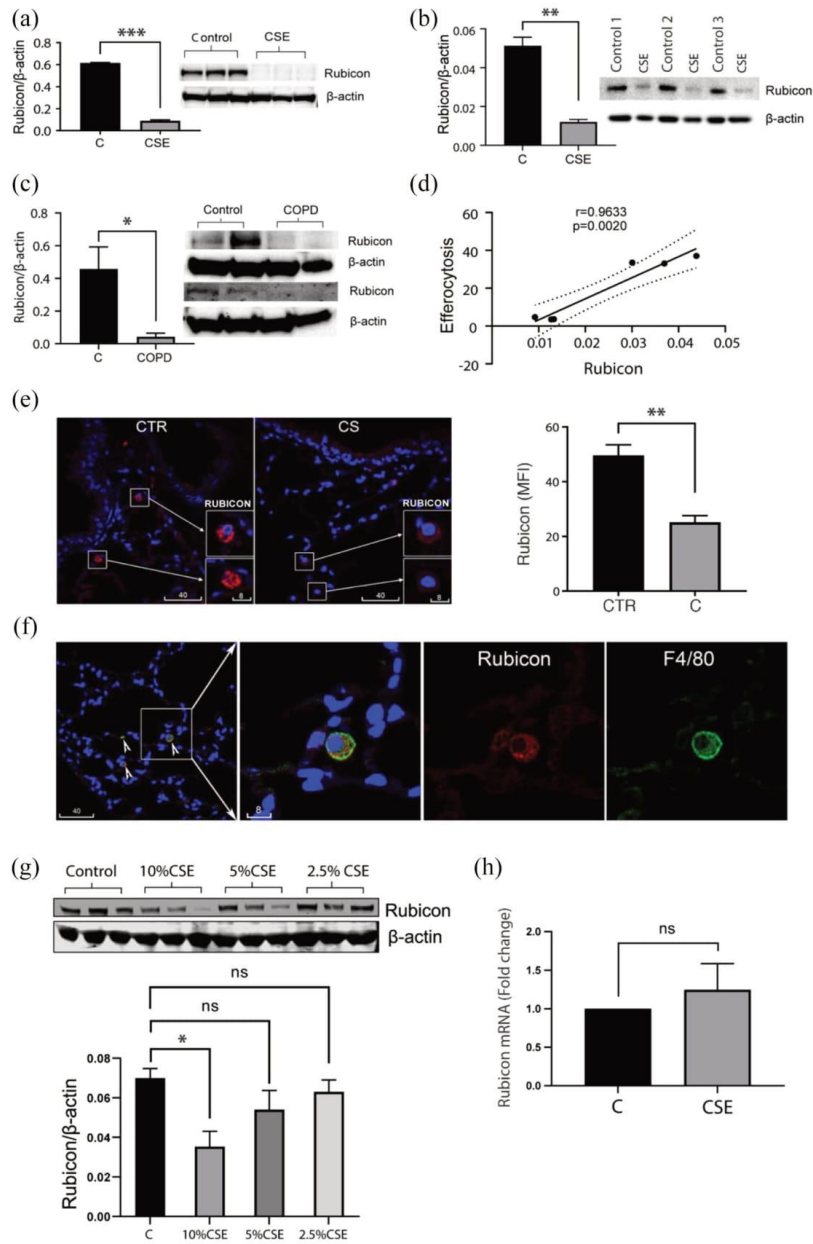 (a)
Rubicon/β-actin
0.8
0.6
0.4
0.2
0.0
***
C
CSE
Control
CSE
Rubicon
β-actin
(b)
Rubicon/β-actin
0.06
0.04
0.02
0.00
**
C
CSE
Control 1
CSE
Control 2
CSE
Control 3
CSE
Rubicon
β-actin
(c)
Rubicon/β-actin
0.8
0.6
0.4
0.2
0.0
*
C
COPD
Control
COPD
Rubicon
β-actin
Rubicon
β-actin
(d)
r=0.9633
p=0.0020
Efferocytosis
60
40
20
0
-20
0.01
0.02
0.03
0.04
0.05
Rubicon
(e)
CTR
RUBICON
40
8
CS
RUBICON
40
8
Rubicon (MFI)
60
40
20
0
**
CTR
C
(f)
40
8
Rubicon
F4/80
(g)
Control
10%CSE
5%CSE
2.5% CSE
Rubicon
β-actin
ns
ns
*
Rubicon/β-actin
0.08
0.06
0.04
0.02
0.00
C
10%CSE
5%CSE
2.5%CSE
(h)
Rubicon mRNA (Fold change)
2.0
1.5
1.0
0.5
0.0
ns
C
CSE